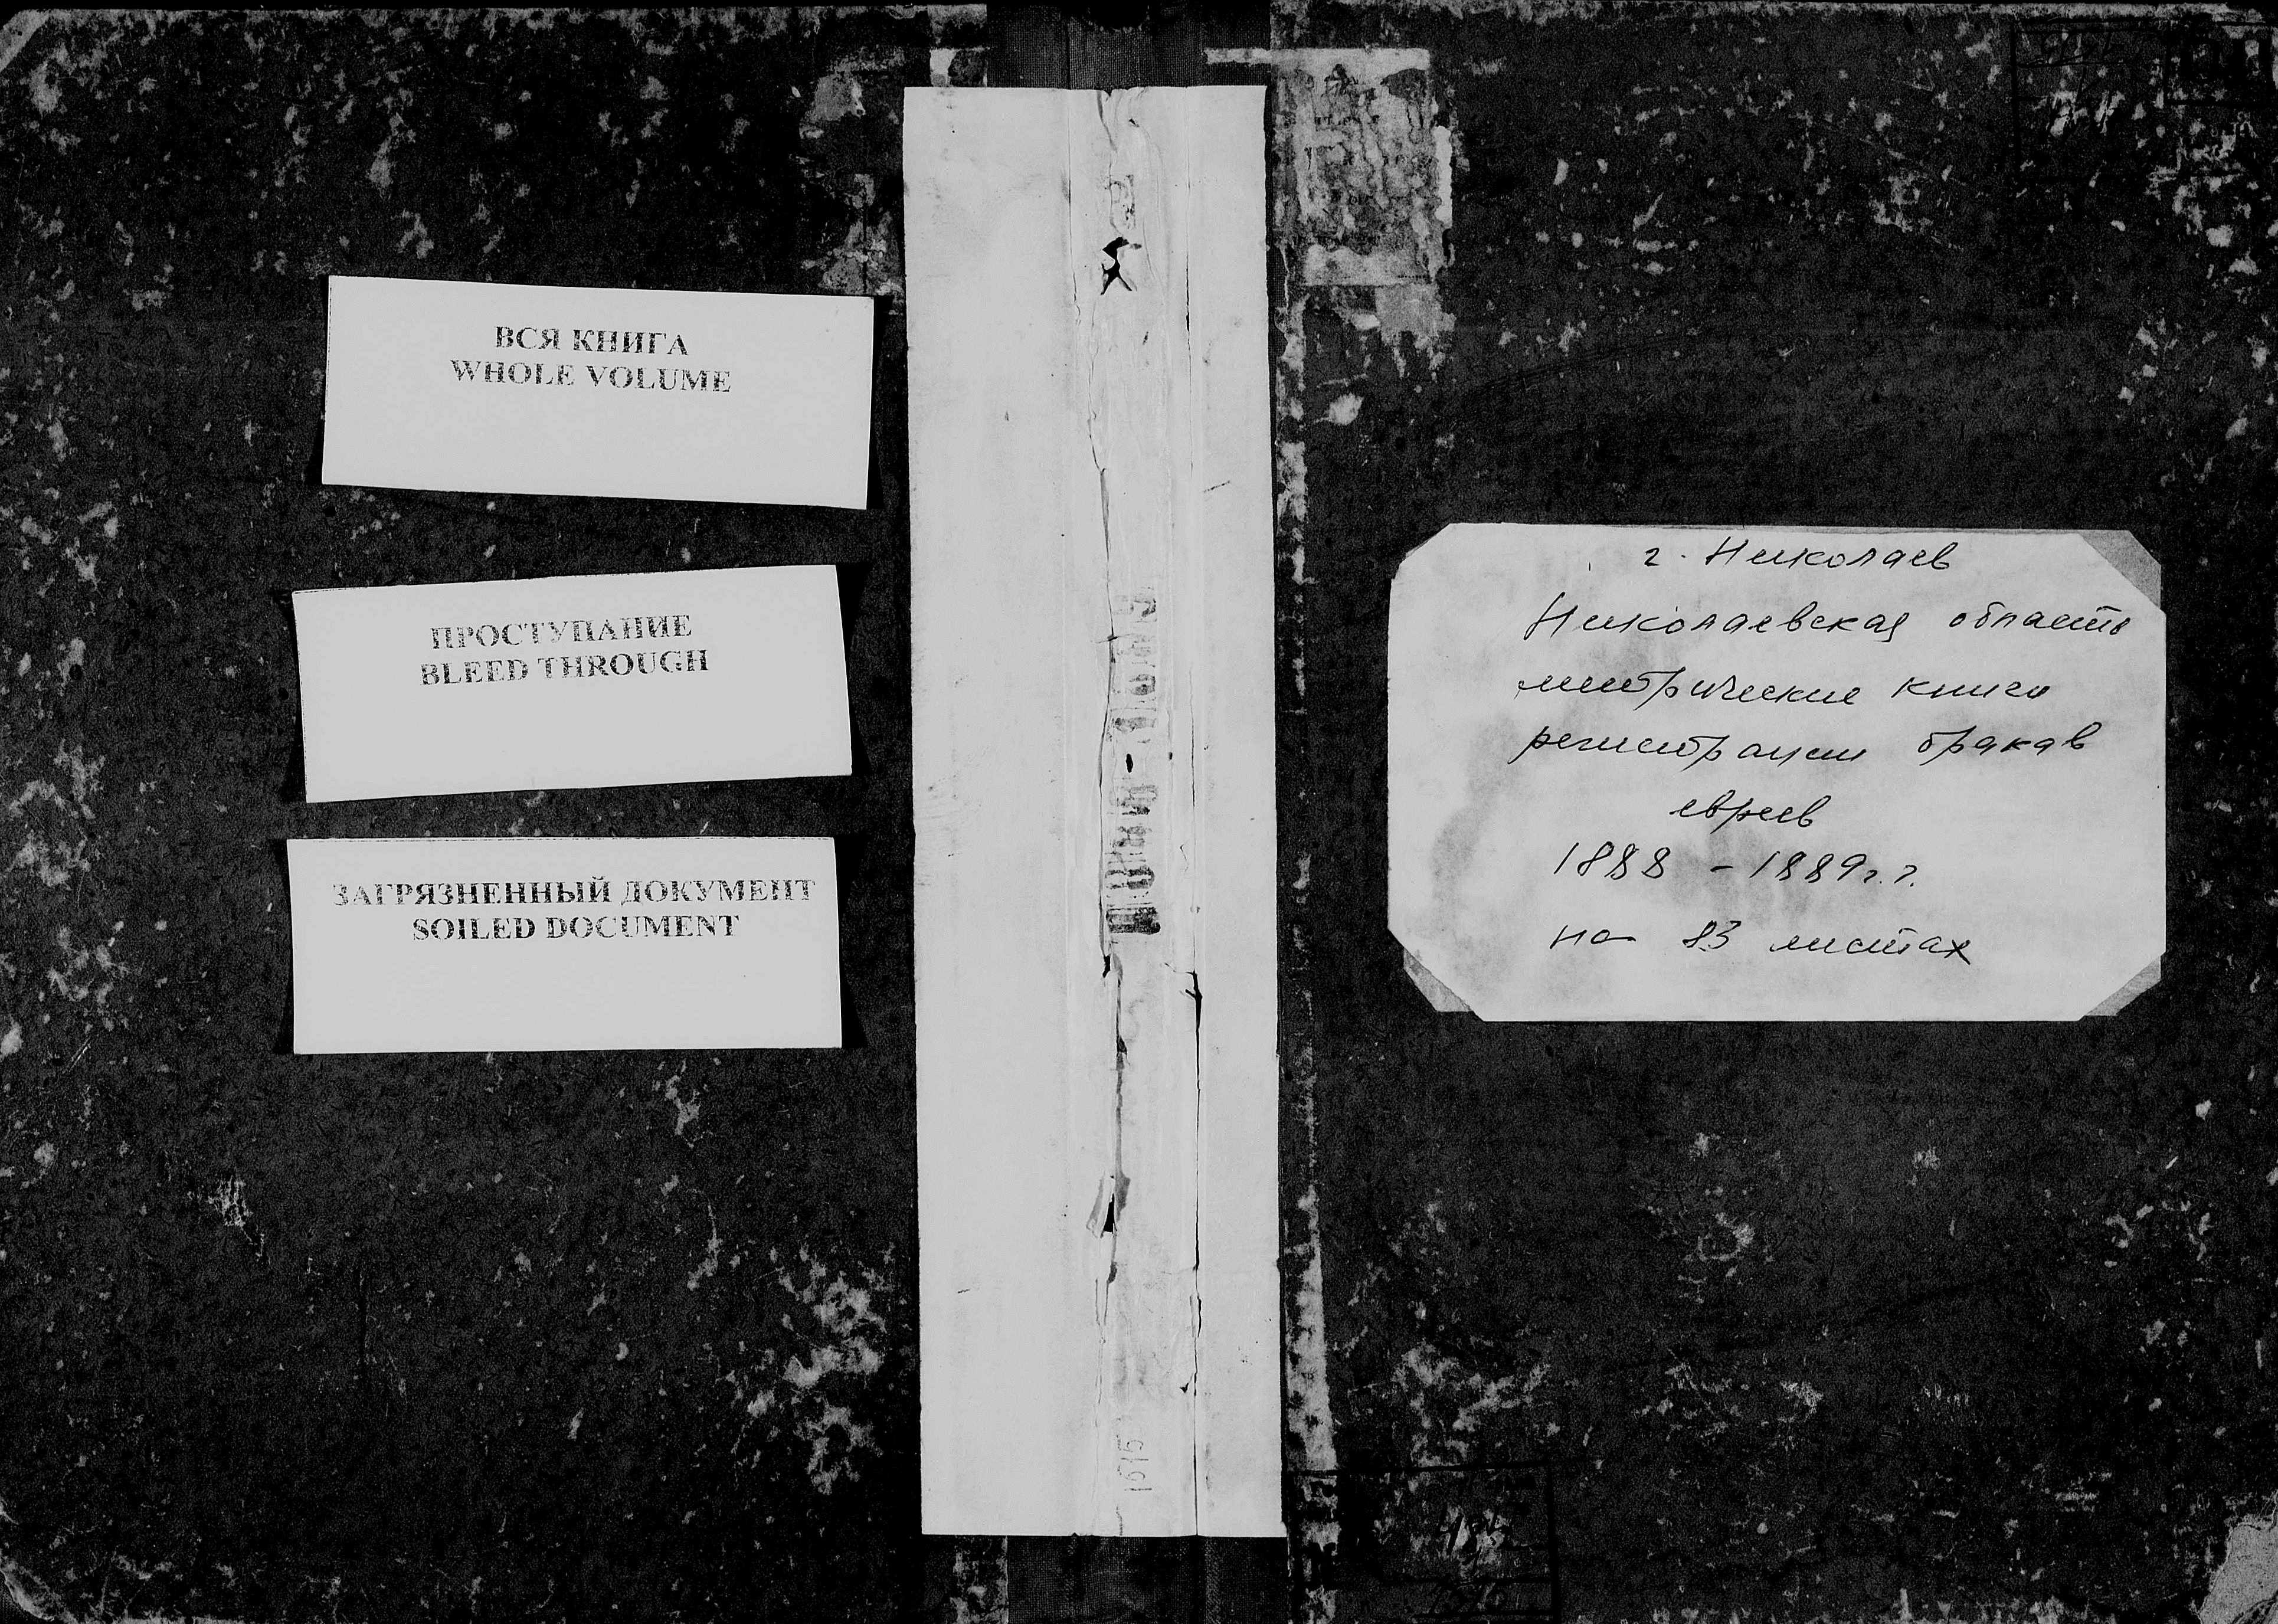 ВСЯ КНИГА
WHOLE VOLUME
ПРОСТУПАНИЕ
BLEED THROUGH
ЗАГРЯЗНЕННЫЙ ДОКУМЕНТ
SOILED DOCUMENT
г. Николаев
Николаевская область
метрические книги
регистрации браков
евреев
1888 – 1889 г.г.
на 83 листах